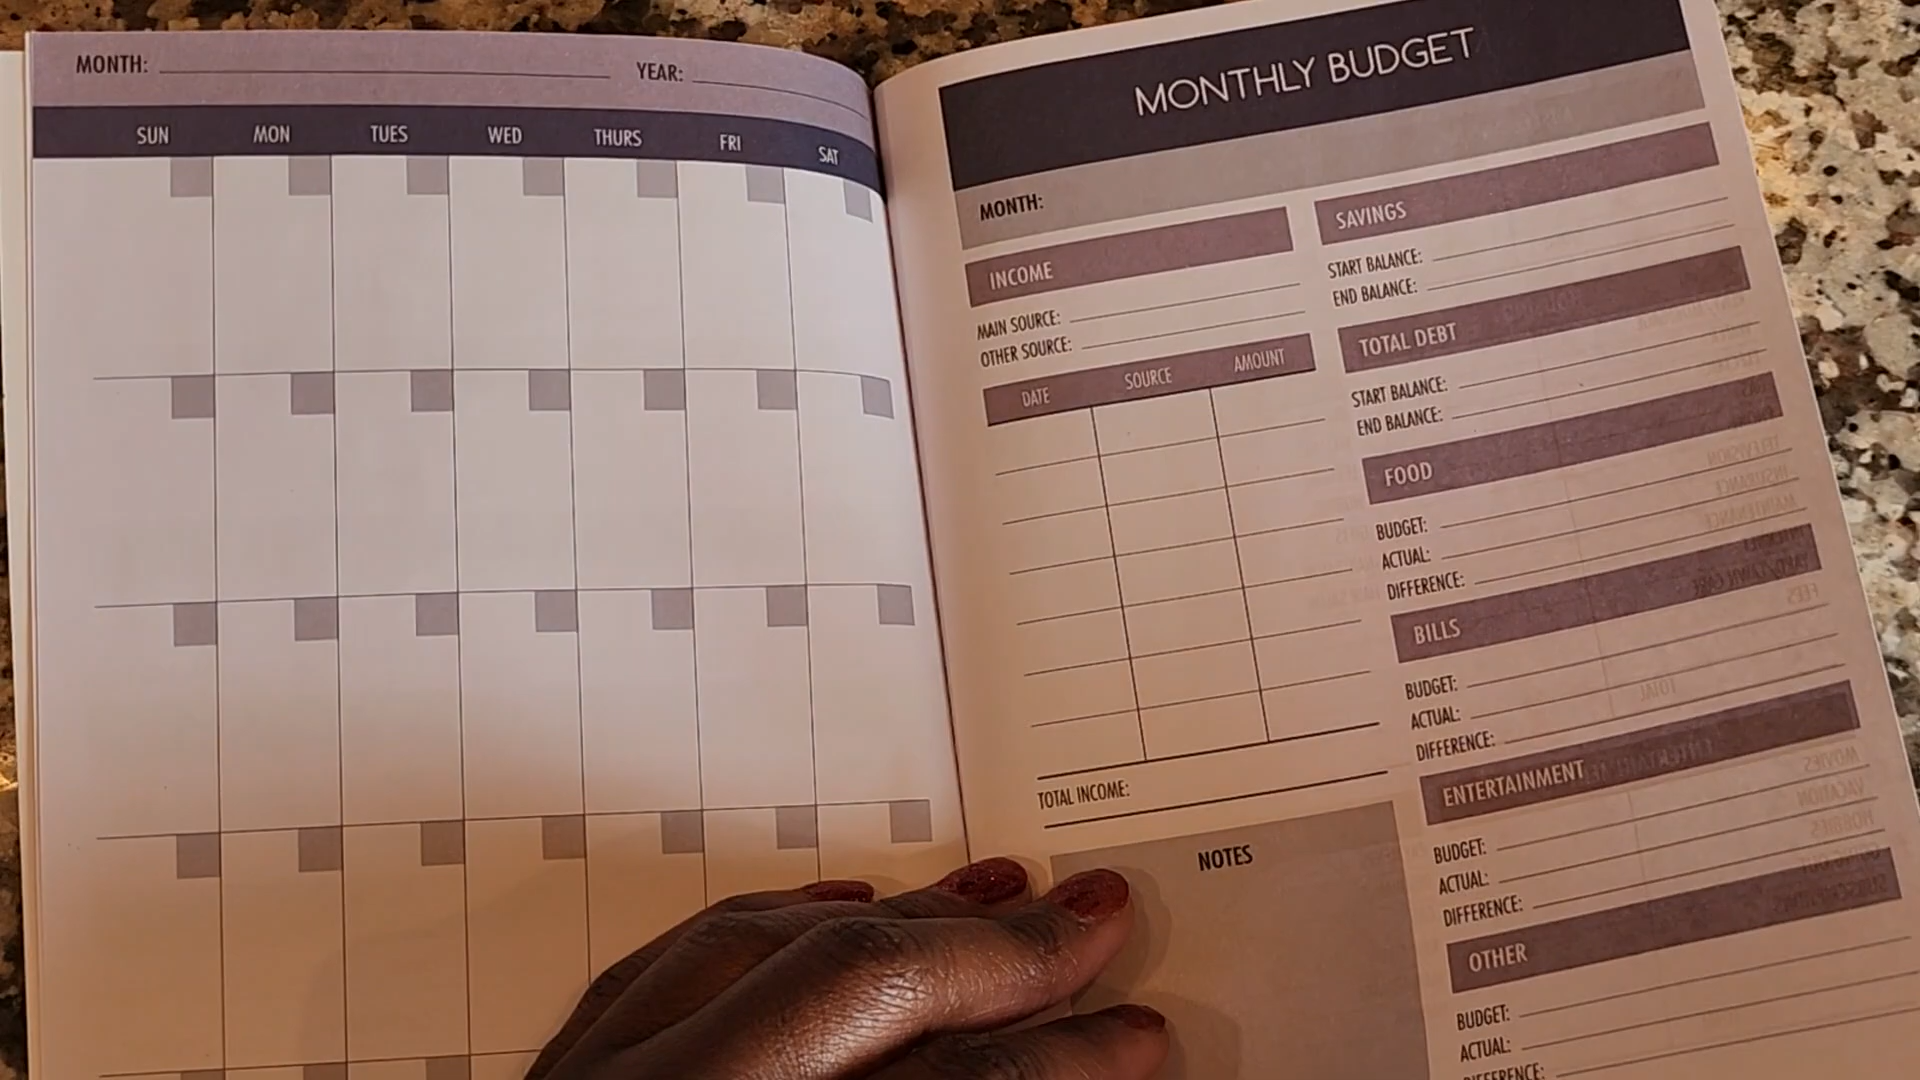 MONTH: YEAR:
SUN MON TUES WED THURS FRI SAT
MONTHLY BUDGET
MONTH:
INCOME
MAIN SOURCE:
OTHER SOURCE:
DATE SOURCE AMOUNT
TOTAL INCOME:
NOTES
SAVINGS
START BALANCE:
END BALANCE:
TOTAL DEBT
START BALANCE:
END BALANCE:
FOOD
BUDGET:
ACTUAL:
DIFFERENCE:
BILLS
BUDGET:
ACTUAL:
DIFFERENCE:
ENTERTAINMENT
BUDGET:
ACTUAL:
DIFFERENCE:
OTHER
BUDGET:
ACTUAL:
DIFFERENCE: